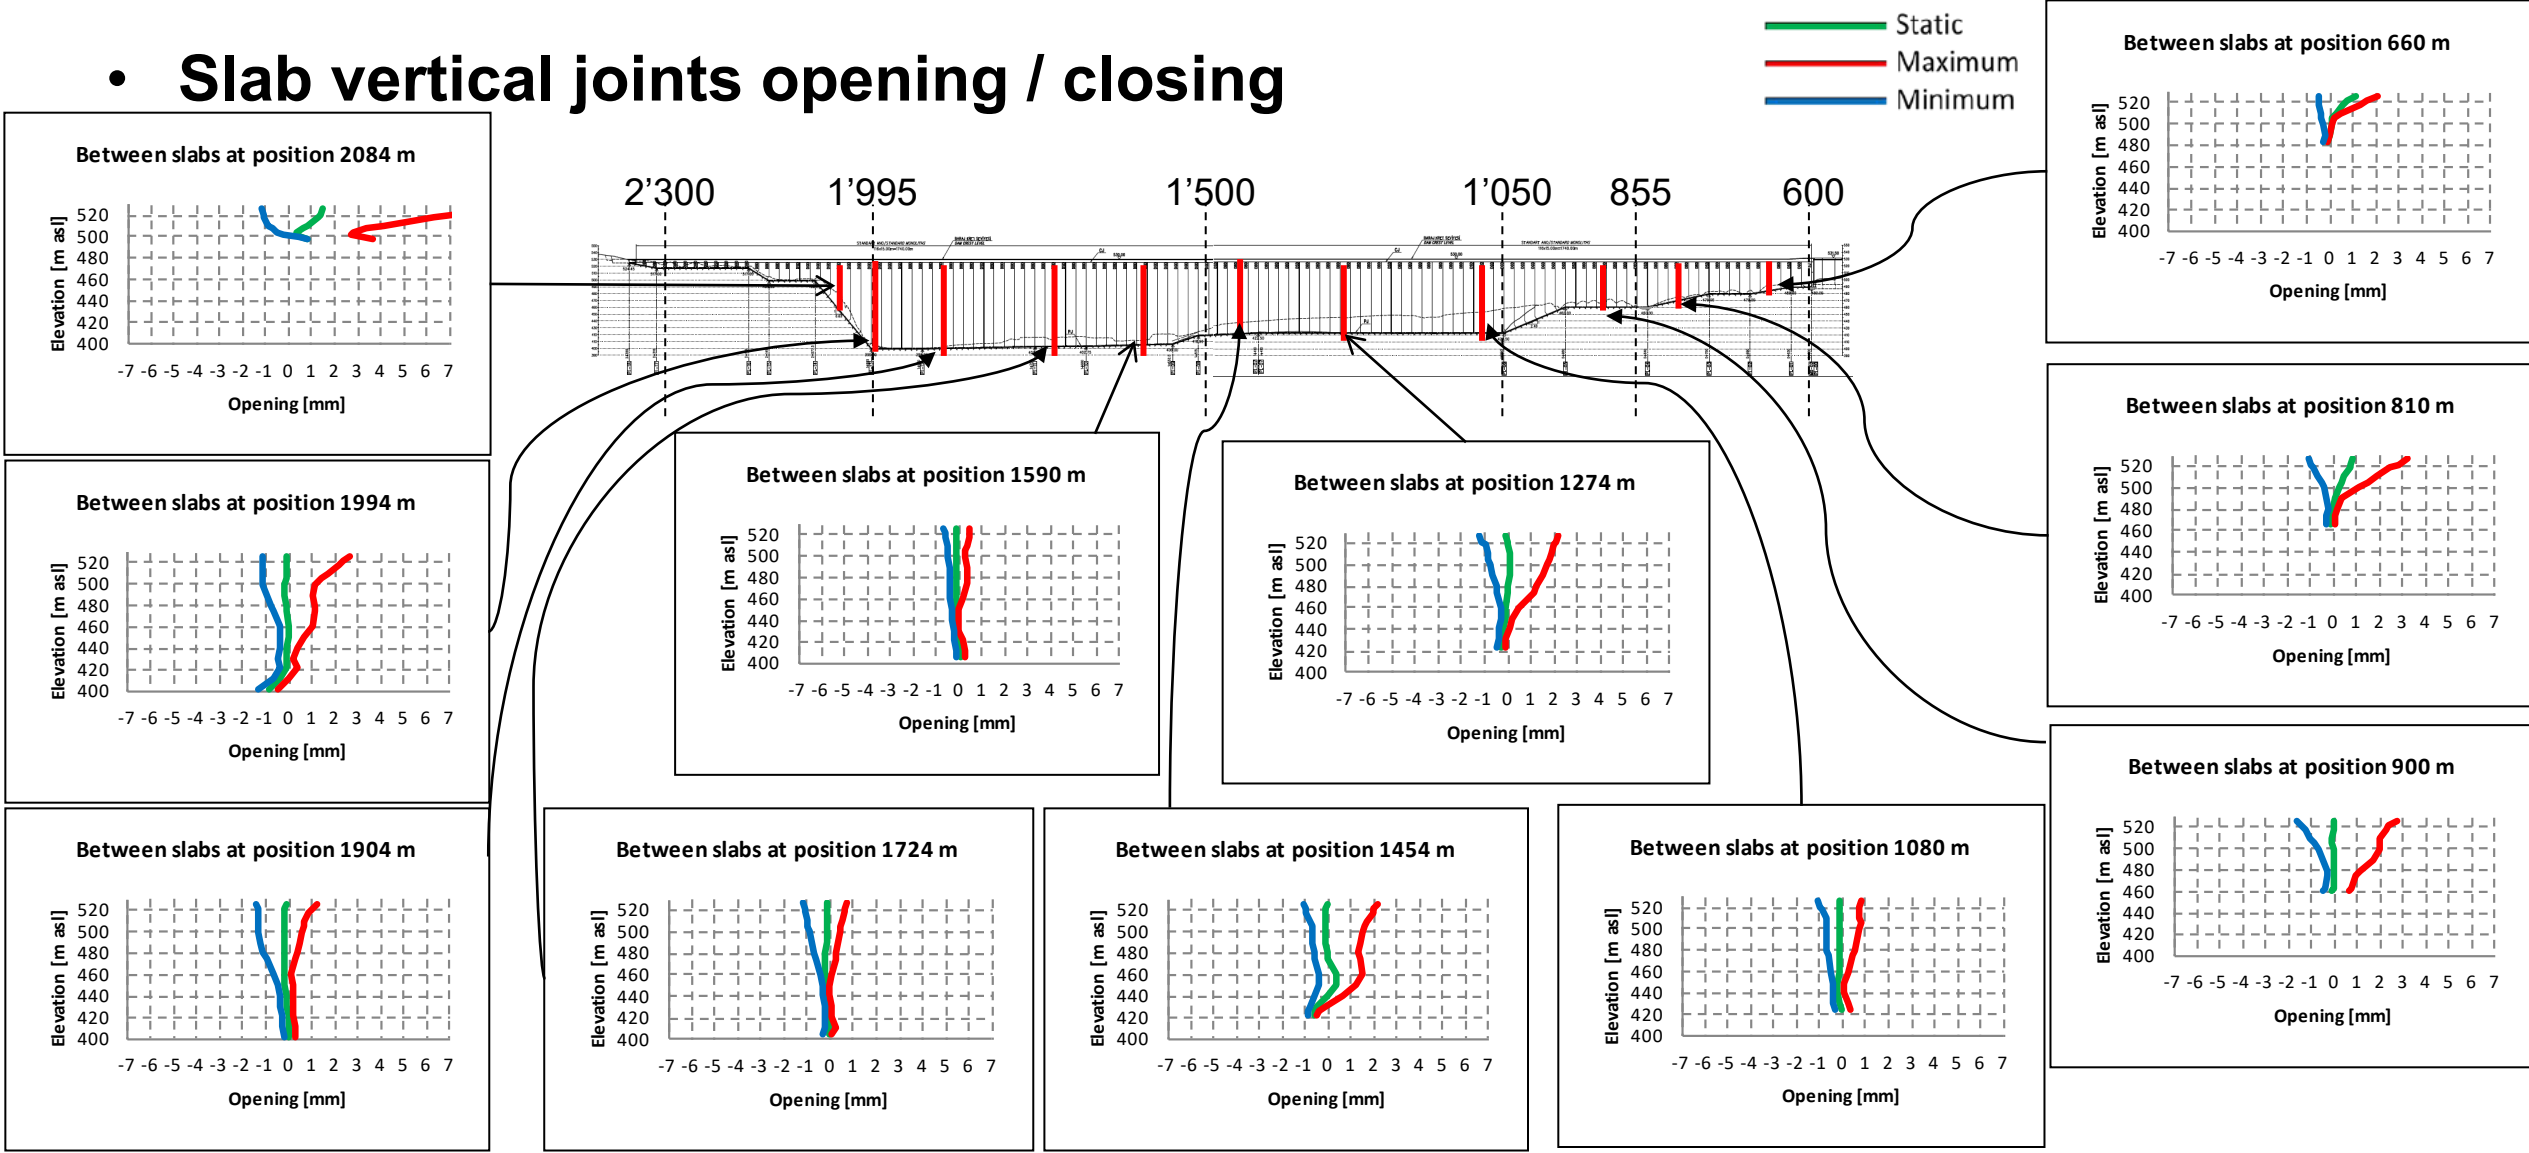 • Slab vertical joints opening / closing
Static
Maximum
Minimum
2'300
1'995
1'500
1'050
855
600
Between slabs at position 2084 m
Elevation [m asl]
520
500
480
460
440
420
400
-7 -6 -5 -4 -3 -2 -1 0 1 2 3 4 5 6 7
Opening [mm]
Between slabs at position 660 m
Elevation [m asl]
520
500
480
460
440
420
400
-7 -6 -5 -4 -3 -2 -1 0 1 2 3 4 5 6 7
Opening [mm]
Between slabs at position 1994 m
Elevation [m asl]
520
500
480
460
440
420
400
-7 -6 -5 -4 -3 -2 -1 0 1 2 3 4 5 6 7
Opening [mm]
Between slabs at position 1590 m
Elevation [m asl]
520
500
480
460
440
420
400
-7 -6 -5 -4 -3 -2 -1 0 1 2 3 4 5 6 7
Opening [mm]
Between slabs at position 1274 m
Elevation [m asl]
520
500
480
460
440
420
400
-7 -6 -5 -4 -3 -2 -1 0 1 2 3 4 5 6 7
Opening [mm]
Between slabs at position 810 m
Elevation [m asl]
520
500
480
460
440
420
400
-7 -6 -5 -4 -3 -2 -1 0 1 2 3 4 5 6 7
Opening [mm]
Between slabs at position 1904 m
Elevation [m asl]
520
500
480
460
440
420
400
-7 -6 -5 -4 -3 -2 -1 0 1 2 3 4 5 6 7
Opening [mm]
Between slabs at position 1724 m
Elevation [m asl]
520
500
480
460
440
420
400
-7 -6 -5 -4 -3 -2 -1 0 1 2 3 4 5 6 7
Opening [mm]
Between slabs at position 1454 m
Elevation [m asl]
520
500
480
460
440
420
400
-7 -6 -5 -4 -3 -2 -1 0 1 2 3 4 5 6 7
Opening [mm]
Between slabs at position 1080 m
Elevation [m asl]
520
500
480
460
440
420
400
-7 -6 -5 -4 -3 -2 -1 0 1 2 3 4 5 6 7
Opening [mm]
Between slabs at position 900 m
Elevation [m asl]
520
500
480
460
440
420
400
-7 -6 -5 -4 -3 -2 -1 0 1 2 3 4 5 6 7
Opening [mm]